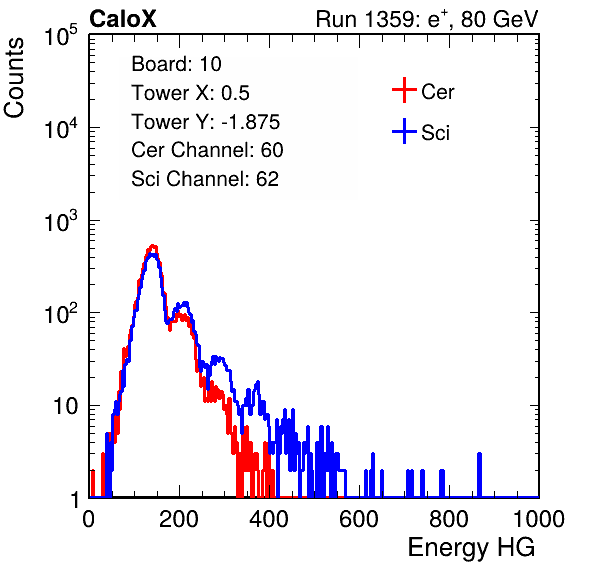 CaloX Run 1359: e⁺, 80 GeV
Counts
10⁵
10⁴
10³
10²
10
1
Board: 10
Tower X: 0.5
Tower Y: -1.875
Cer Channel: 60
Sci Channel: 62
Cer
Sci
0 200 400 600 800 1000
Energy HG